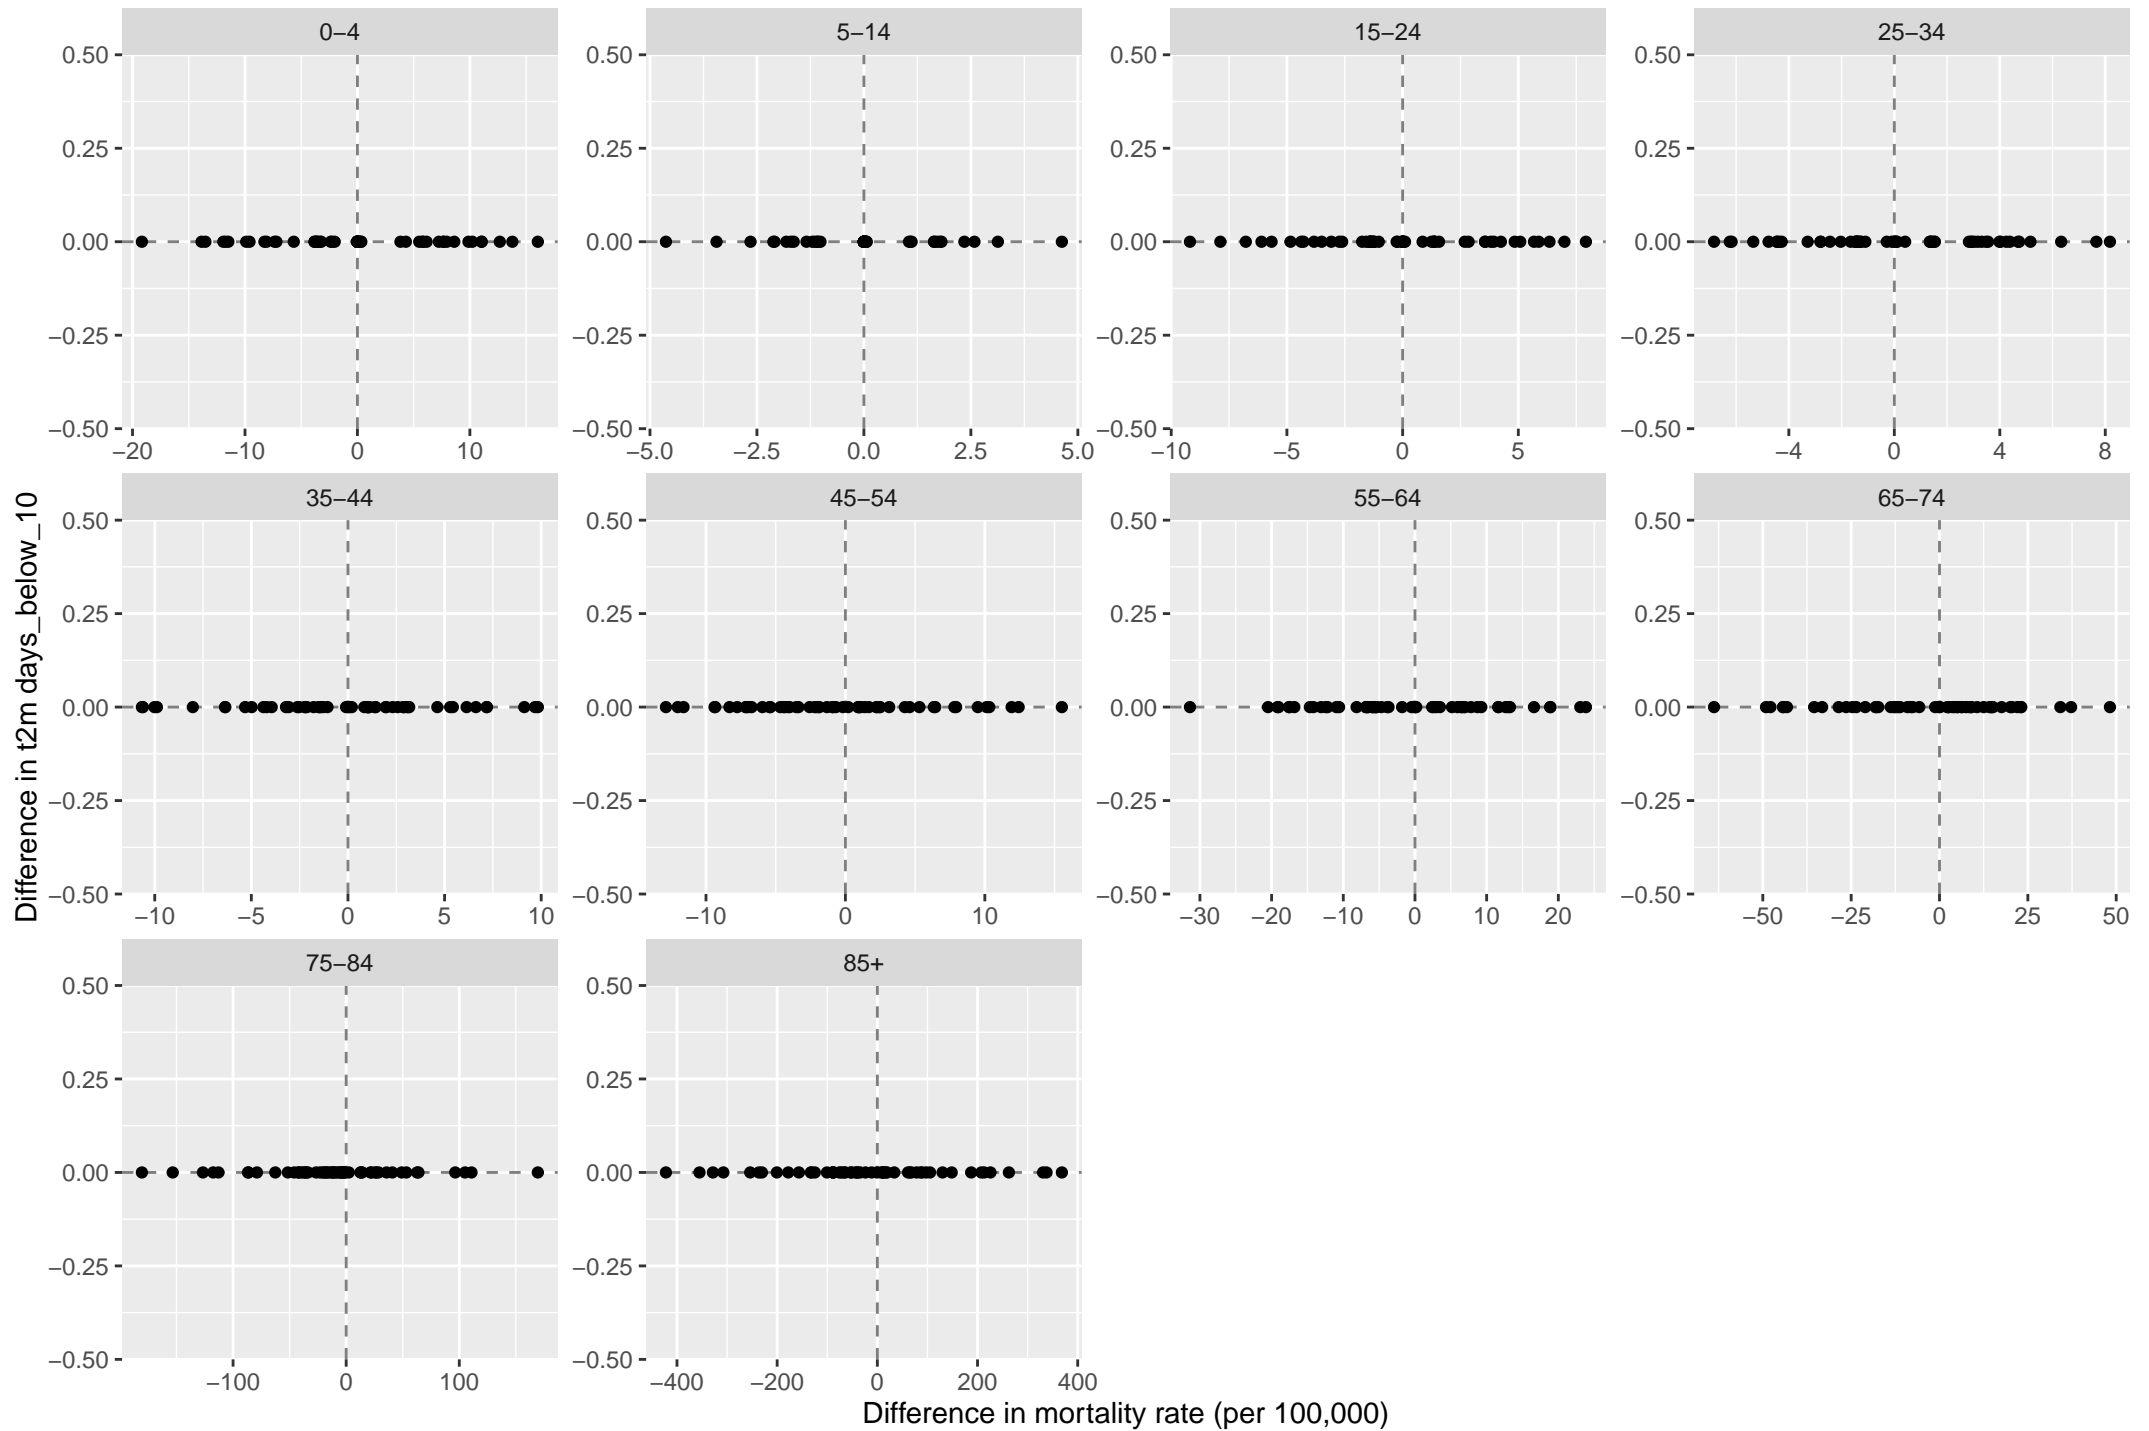 0−4 5−14 15−24 25−34
0.50 0.50 0.50 0.50
0.25 0.25 0.25 0.25
0.00 0.00 0.00 0.00
−0.25 −0.25 −0.25 −0.25
−0.50 −0.50 −0.50 −0.50
−20 −10 0 10 −5.0 −2.5 0.0 2.5 5.0 −10 −5 0 5 −4 0 4 8
35−44 45−54 55−64 65−74
0.50 0.50 0.50 0.50
0.25 0.25 0.25 0.25
0.00 0.00 0.00 0.00
−0.25 −0.25 −0.25 −0.25
−0.50 −0.50 −0.50 −0.50
−10 −5 0 5 10 −10 0 10 −30 −20 −10 0 10 20 −50 −25 0 25 50
Difference in t2m days_below_10
75−84 85+
0.50 0.50
0.25 0.25
0.00 0.00
−0.25 −0.25
−0.50 −0.50
−100 0 100 −400 −200 0 200 400
Difference in mortality rate (per 100,000)